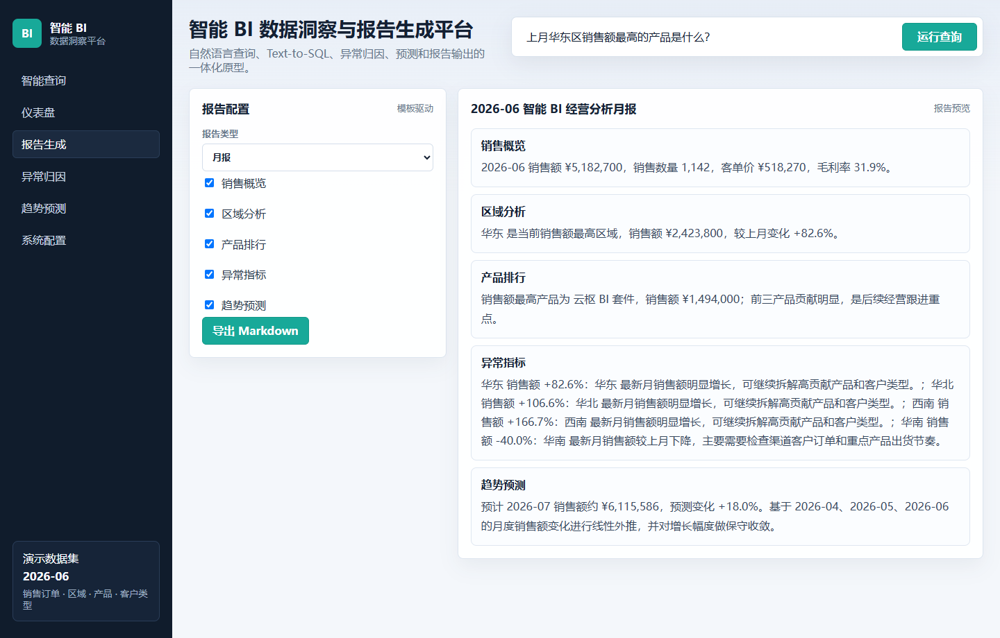 BI
智能 BI
数据洞察平台
智能查询
仪表盘
报告生成
异常归因
趋势预测
系统配置
演示数据集
2026-06
销售订单 · 区域 · 产品 · 客户类
型
智能 BI 数据洞察与报告生成平台
自然语言查询、Text-to-SQL、异常归因、预测和报告输出的
一体化原型。
上月华东区销售额最高的产品是什么?
运行查询
报告配置
模板驱动
报告类型
月报
销售概览
区域分析
产品排行
异常指标
趋势预测
导出 Markdown
2026-06 智能 BI 经营分析月报
报告预览
销售概览
2026-06 销售额 ¥5,182,700，销售数量 1,142，客单价 ¥518,270，毛利率 31.9%。
区域分析
华东 是当前销售额最高区域，销售额 ¥2,423,800，较上月变化 +82.6%。
产品排行
销售额最高产品为 云枢 BI 套件，销售额 ¥1,494,000；前三产品贡献明显，是后续经营跟进重
点。
异常指标
华东 销售额 +82.6%：华东 最新月销售额明显增长，可继续拆解高贡献产品和客户类型。；华北
销售额 +106.6%：华北 最新月销售额明显增长，可继续拆解高贡献产品和客户类型。；西南 销
售额 +166.7%：西南 最新月销售额明显增长，可继续拆解高贡献产品和客户类型。；华南 销售
额 -40.0%：华南 最新月销售额较上月下降，主要需要检查渠道客户订单和重点产品出货节奏。
趋势预测
预计 2026-07 销售额约 ¥6,115,586，预测变化 +18.0%。基于 2026-04、2026-05、2026-06
的月度销售额变化进行线性外推，并对增长幅度做保守收敛。